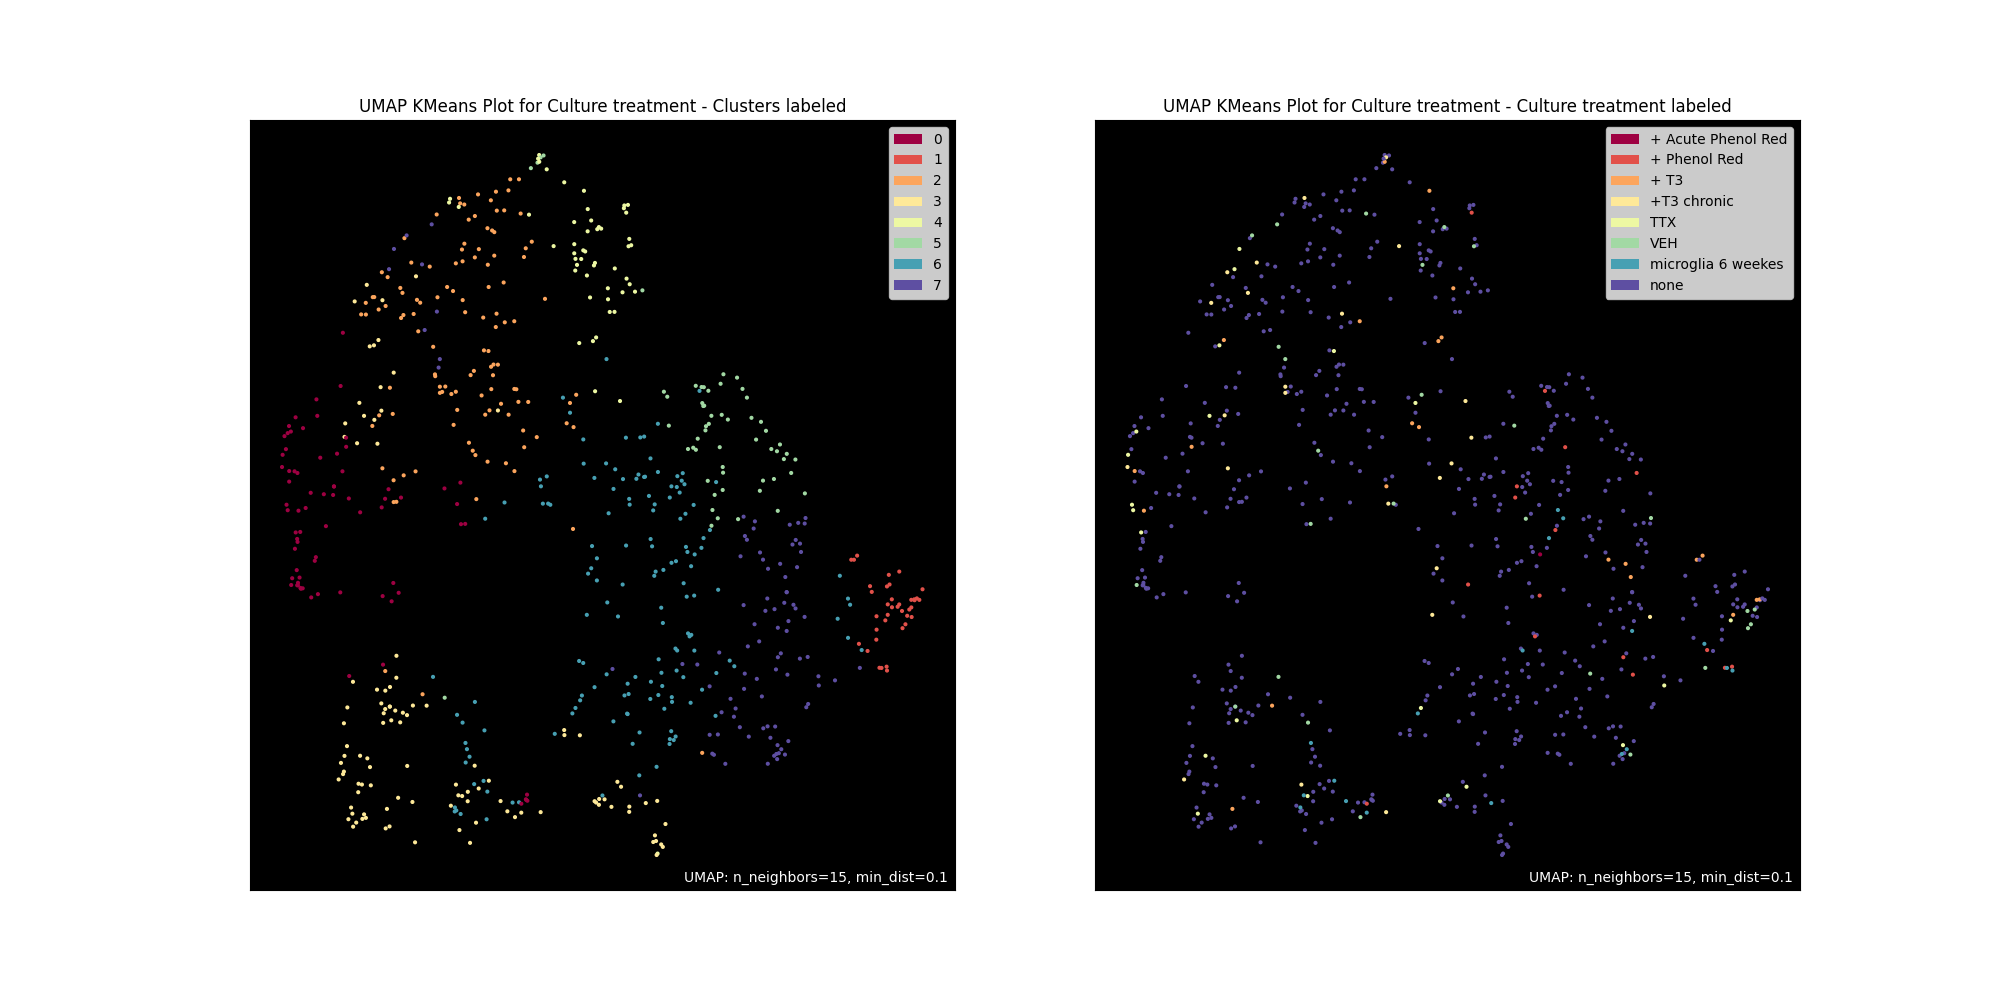 UMAP KMeans Plot for Culture treatment - Clusters labeled
0
1
2
3
4
5
6
7
UMAP: n_neighbors=15, min_dist=0.1
UMAP KMeans Plot for Culture treatment - Culture treatment labeled
+ Acute Phenol Red
+ Phenol Red
+ T3
+T3 chronic
TTX
VEH
microglia 6 weekes
none
UMAP: n_neighbors=15, min_dist=0.1